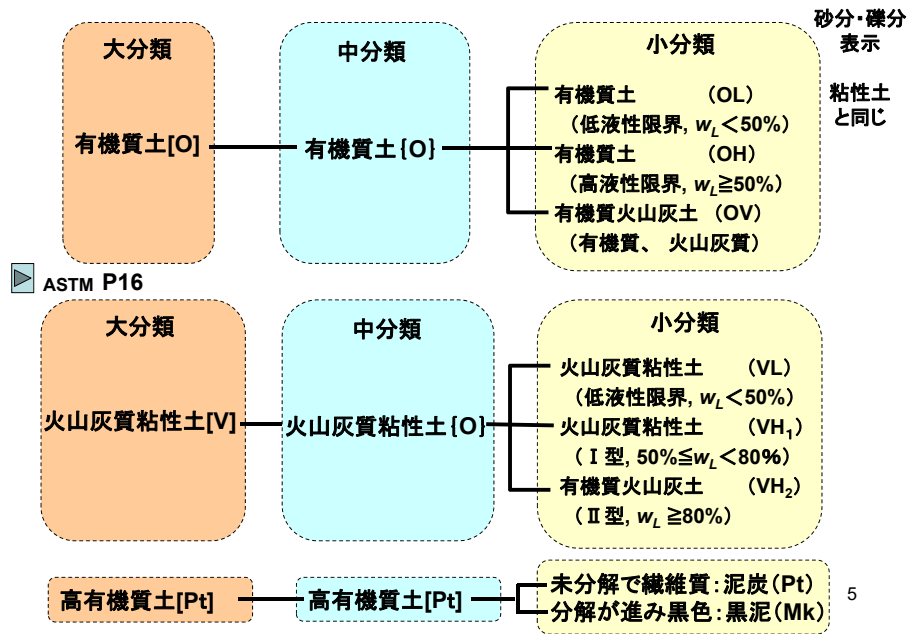 砂分・礫分
表示
大分類
中分類
小分類
粘性土
と同じ
有機質土[O]
有機質土{O}
有機質土 （OL）
（低液性限界, wL＜50%）
有機質土 （OH）
（高液性限界, wL≧50%）
有機質火山灰土 （OV）
（有機質、 火山灰質）
ASTM P16
大分類
中分類
小分類
火山灰質粘性土[V]
火山灰質粘性土{O}
火山灰質粘性土 （VL）
（低液性限界, wL＜50%）
火山灰質粘性土 （VH1）
（Ⅰ型, 50%≦wL＜80%）
有機質火山灰土 （VH2）
（Ⅱ型, wL ≧80%）
高有機質土[Pt]
高有機質土[Pt]
未分解で繊維質：泥炭（Pt）
分解が進み黒色：黒泥（Mk）
5